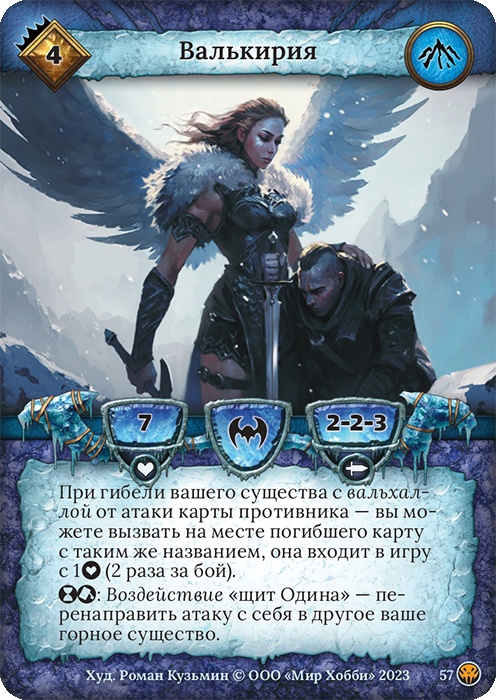 4
Валькирия
7
2-2-3
При гибели вашего существа с вальхал-
лой от атаки карты противника — вы мо-
жете вызвать на месте погибшего карту
с таким же названием, она входит в игру
с 1 (2 раза за бой).
: Воздействие «щит Одина» — пе-
ренаправить атаку с себя в другое ваше
горное существо.
Худ. Роман Кузьмин © ООО «Мир Хобби» 2023 57